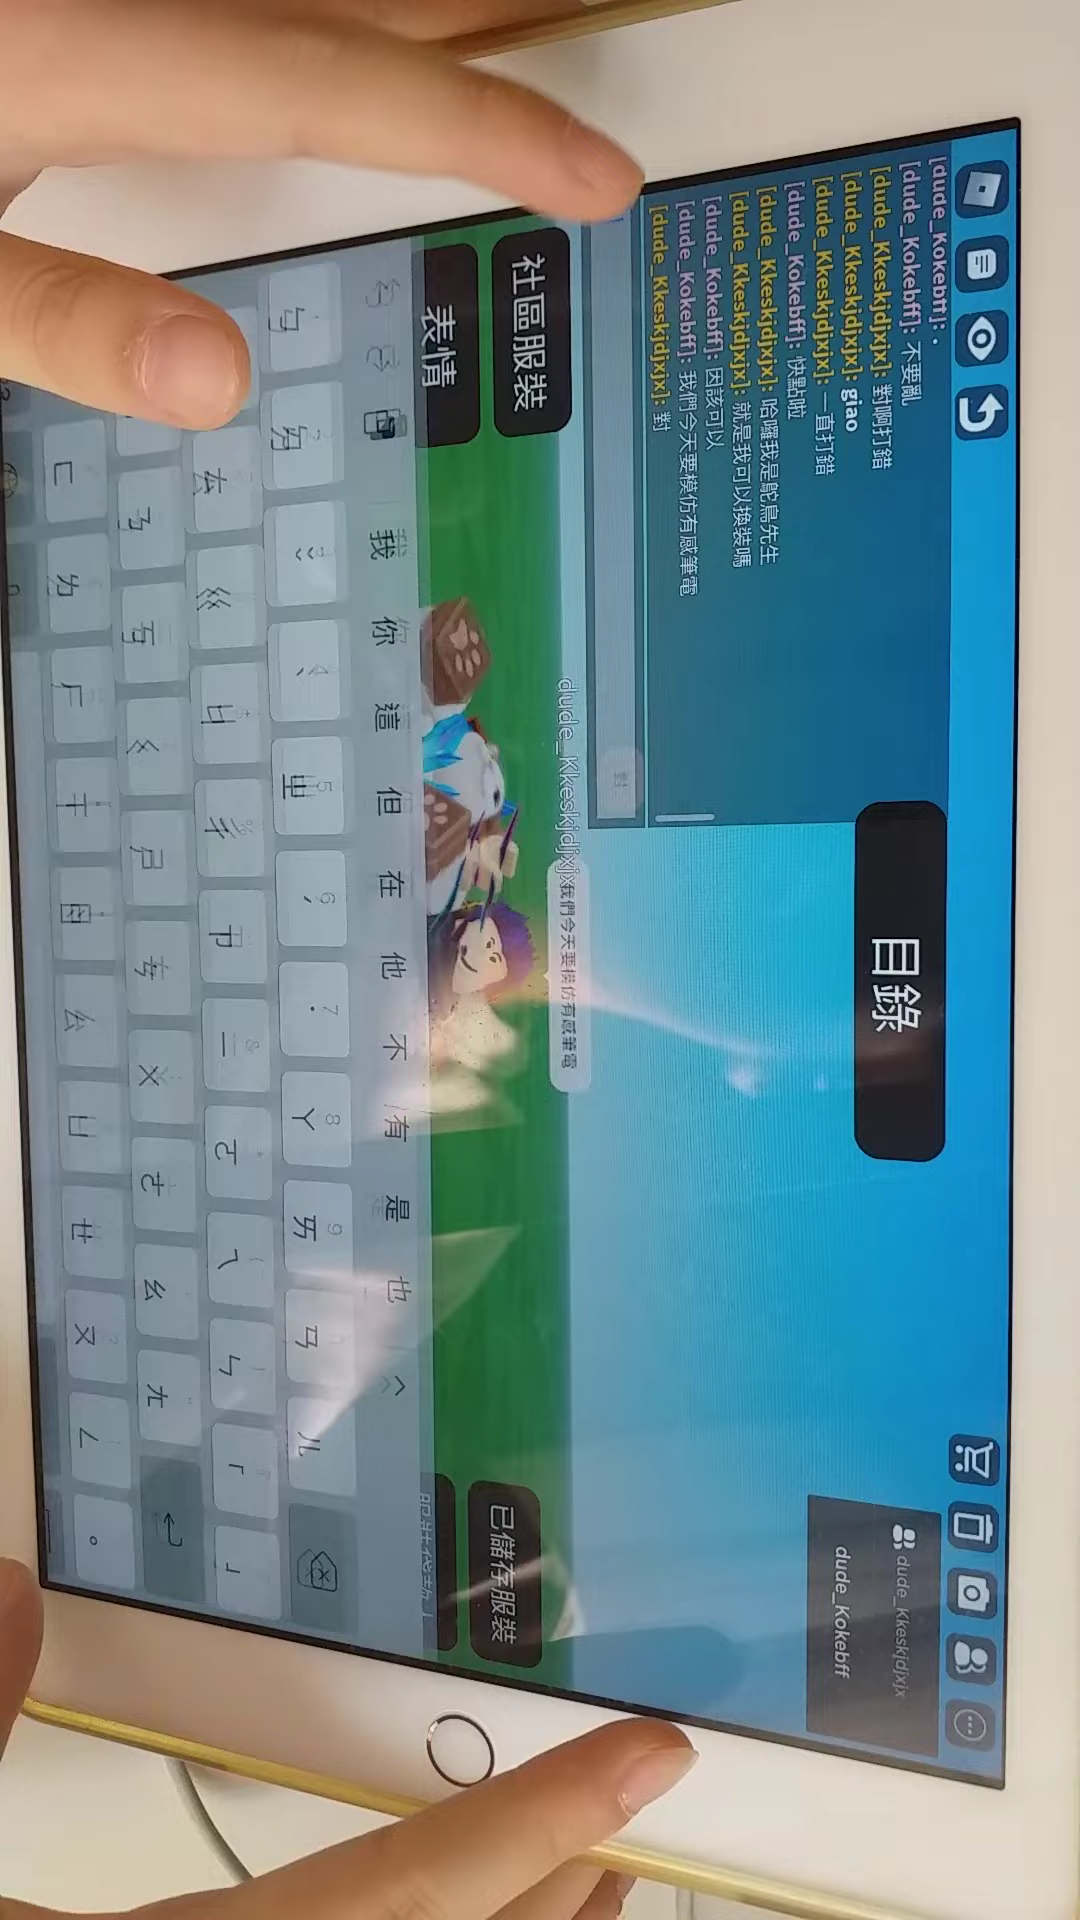 [dude_Kokebff]: .
[dude_Kokebff]: 不要亂
[dude_Kkeskjdjxjx]: 對啊打錯
[dude_Kkeskjdjxjx]: giao
[dude_Kkeskjdjxjx]: 一直打錯
[dude_Kokebff]: 快點啦
[dude_Kkeskjdjxjx]: 哈囉我是鴕鳥先生
[dude_Kkeskjdjxjx]: 就是我可以換裝嗎
[dude_Kokebff]: 因該可以
[dude_Kokebff]: 我們今天要模仿有感筆電
[dude_Kkeskjdjxjx]: 對
對
目錄
dude_Kkeskjdjxjx
dude_Kokebff
dude_Kkeskjdjxjx
我們今天要模仿有感筆電
社區服裝
表情
已儲存服裝
我 你 這 但 在 他 不 有 是 也
ㄅ ㄉ ˇ ˋ ㄓ ˊ ˙ ㄚ ㄞ ㄢ ㄦ
ㄊ ㄍ ㄐ ㄔ ㄗ ㄧ ㄛ ㄟ ㄣ 「 」
ㄋ ㄎ ㄑ ㄕ ㄘ ㄨ ㄜ ㄠ ㄤ
ㄈ ㄌ ㄏ ㄒ ㄖ ㄙ ㄩ ㄝ ㄡ ㄥ 。